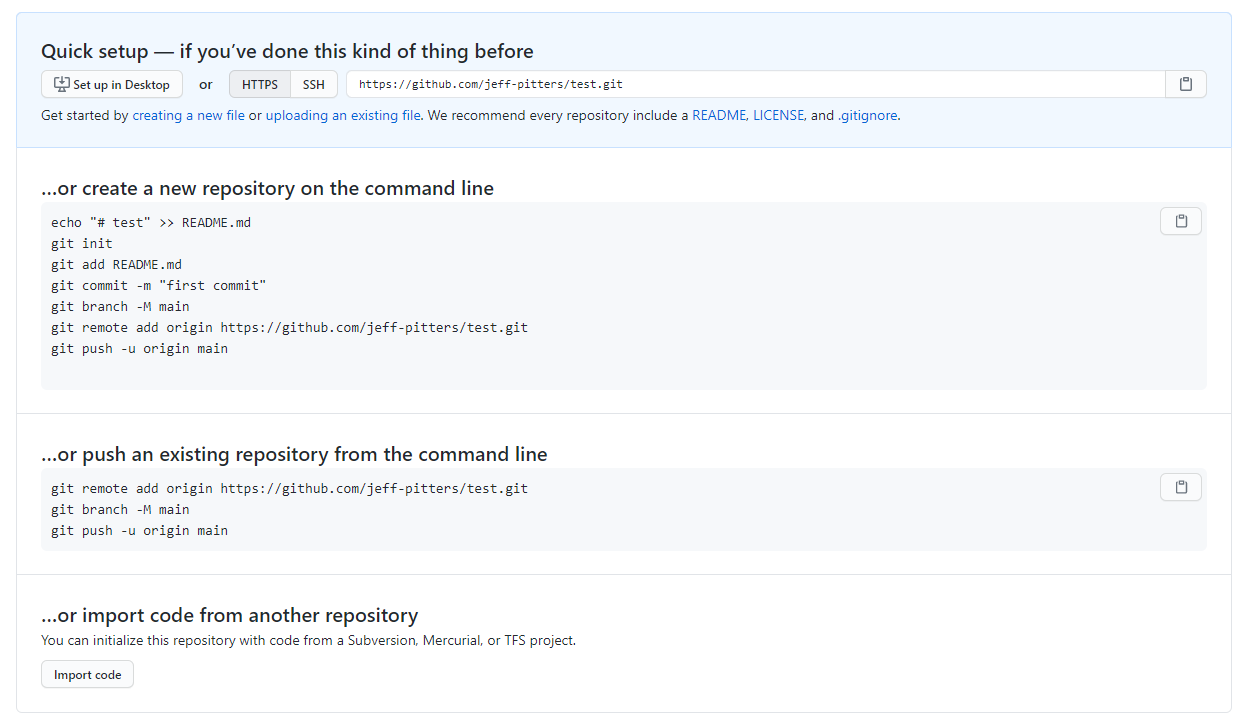 Quick setup — if you’ve done this kind of thing before
Set up in Desktop or HTTPS SSH https://github.com/jeff-pitters/test.git
Get started by creating a new file or uploading an existing file. We recommend every repository include a README, LICENSE, and .gitignore.
…or create a new repository on the command line
echo "# test" >> README.md
git init
git add README.md
git commit -m "first commit"
git branch -M main
git remote add origin https://github.com/jeff-pitters/test.git
git push -u origin main
…or push an existing repository from the command line
git remote add origin https://github.com/jeff-pitters/test.git
git branch -M main
git push -u origin main
…or import code from another repository
You can initialize this repository with code from a Subversion, Mercurial, or TFS project.
Import code